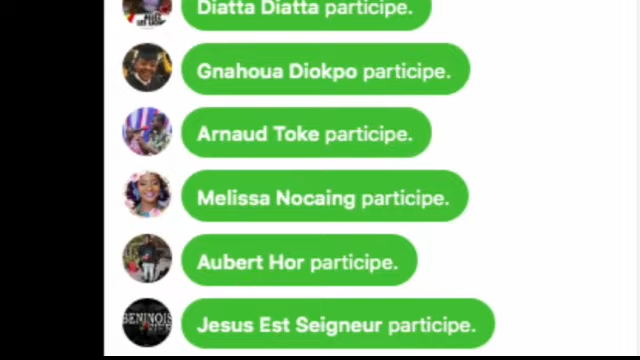 Diatta Diatta participe.
Gnahoua Diokpo participe.
Arnaud Toke participe.
Melissa Nocaing participe.
Aubert Hor participe.
BENINOIS
Jesus Est Seigneur participe.